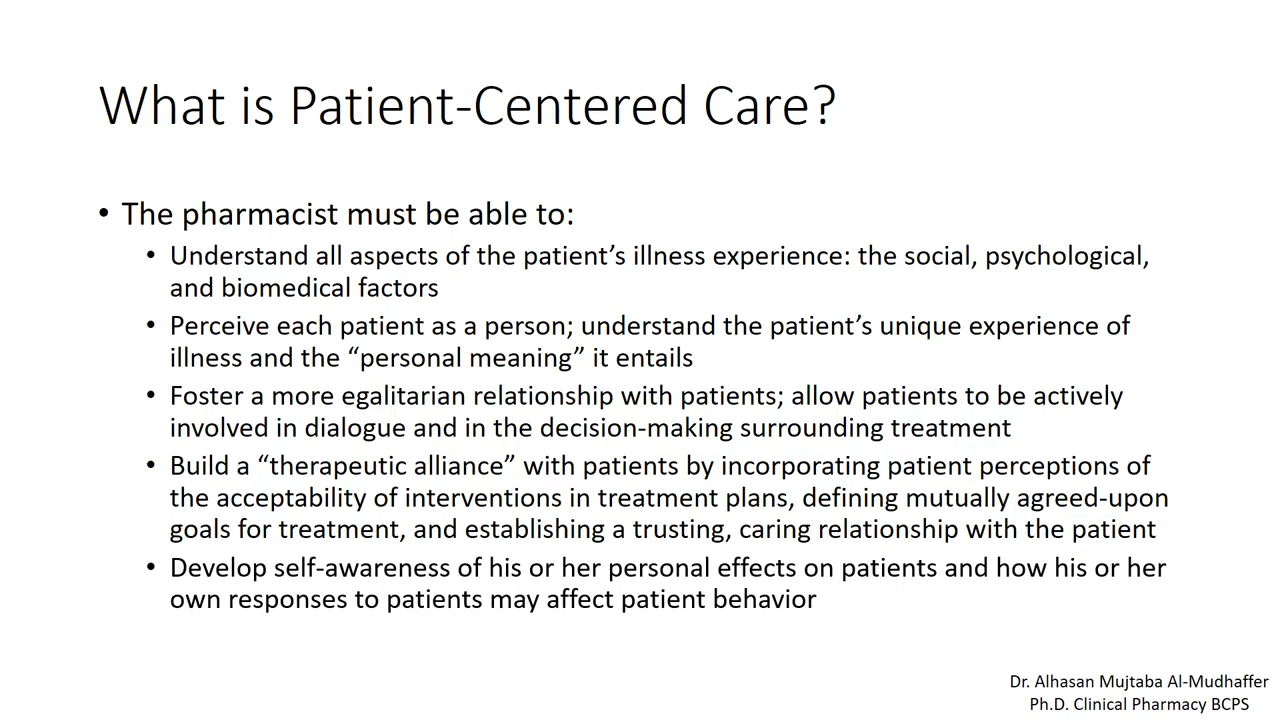 What is Patient-Centered Care?
• The pharmacist must be able to:
• Understand all aspects of the patient’s illness experience: the social, psychological,
and biomedical factors
• Perceive each patient as a person; understand the patient’s unique experience of
illness and the “personal meaning” it entails
• Foster a more egalitarian relationship with patients; allow patients to be actively
involved in dialogue and in the decision-making surrounding treatment
• Build a “therapeutic alliance” with patients by incorporating patient perceptions of
the acceptability of interventions in treatment plans, defining mutually agreed-upon
goals for treatment, and establishing a trusting, caring relationship with the patient
• Develop self-awareness of his or her personal effects on patients and how his or her
own responses to patients may affect patient behavior
Dr. Alhasan Mujtaba Al-Mudhaffer
Ph.D. Clinical Pharmacy BCPS